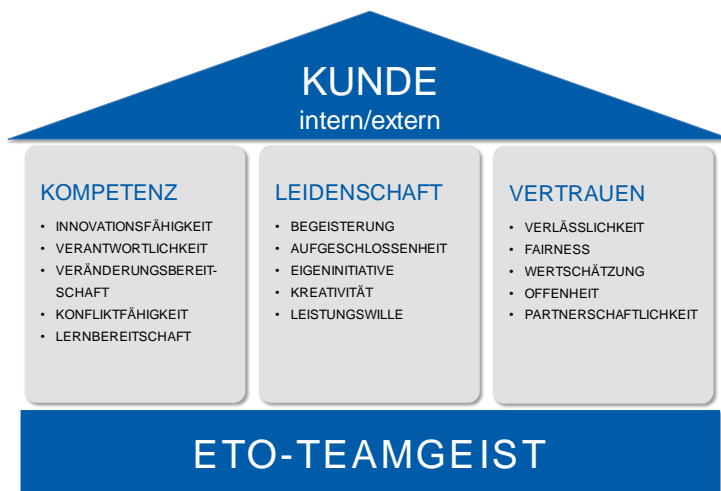 KUNDE
intern/extern
KOMPETENZ
• INNOVATIONSFÄHIGKEIT
• VERANTWORTLICHKEIT
• VERÄNDERUNGSBEREIT-
SCHAFT
• KONFLIKTFÄHIGKEIT
• LERNBEREITSCHAFT
LEIDENSCHAFT
• BEGEISTERUNG
• AUFGESCHLOSSENHEIT
• EIGENINITIATIVE
• KREATIVITÄT
• LEISTUNGSWILLE
VERTRAUEN
• VERLÄSSLICHKEIT
• FAIRNESS
• WERTSCHÄTZUNG
• OFFENHEIT
• PARTNERSCHAFTLICHKEIT
ETO-TEAMGEIST